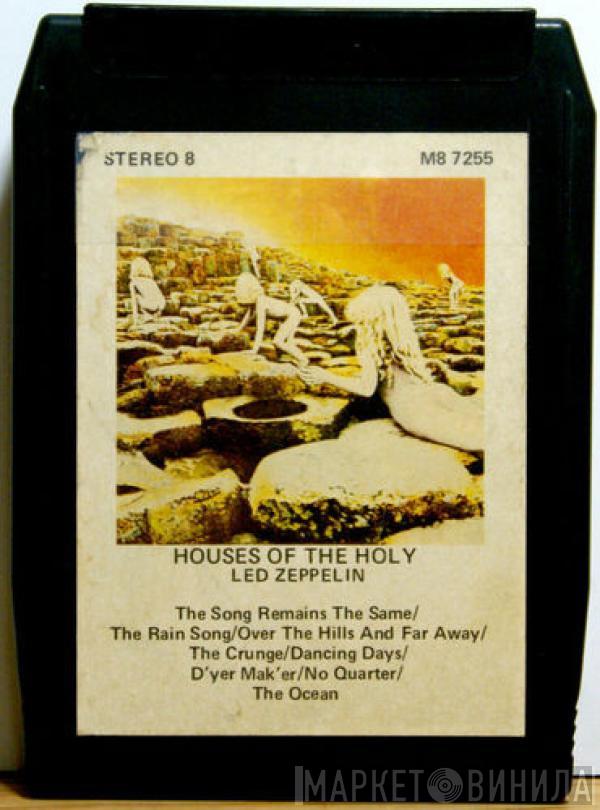 STEREO 8
M8 7255
HOUSES OF THE HOLY
LED ZEPPELIN
The Song Remains The Same/
The Rain Song/Over The Hills And Far Away/
The Crunge/Dancing Days/
D'yer Mak'er/No Quarter/
The Ocean
МАРКЕТ ВИНИЛА